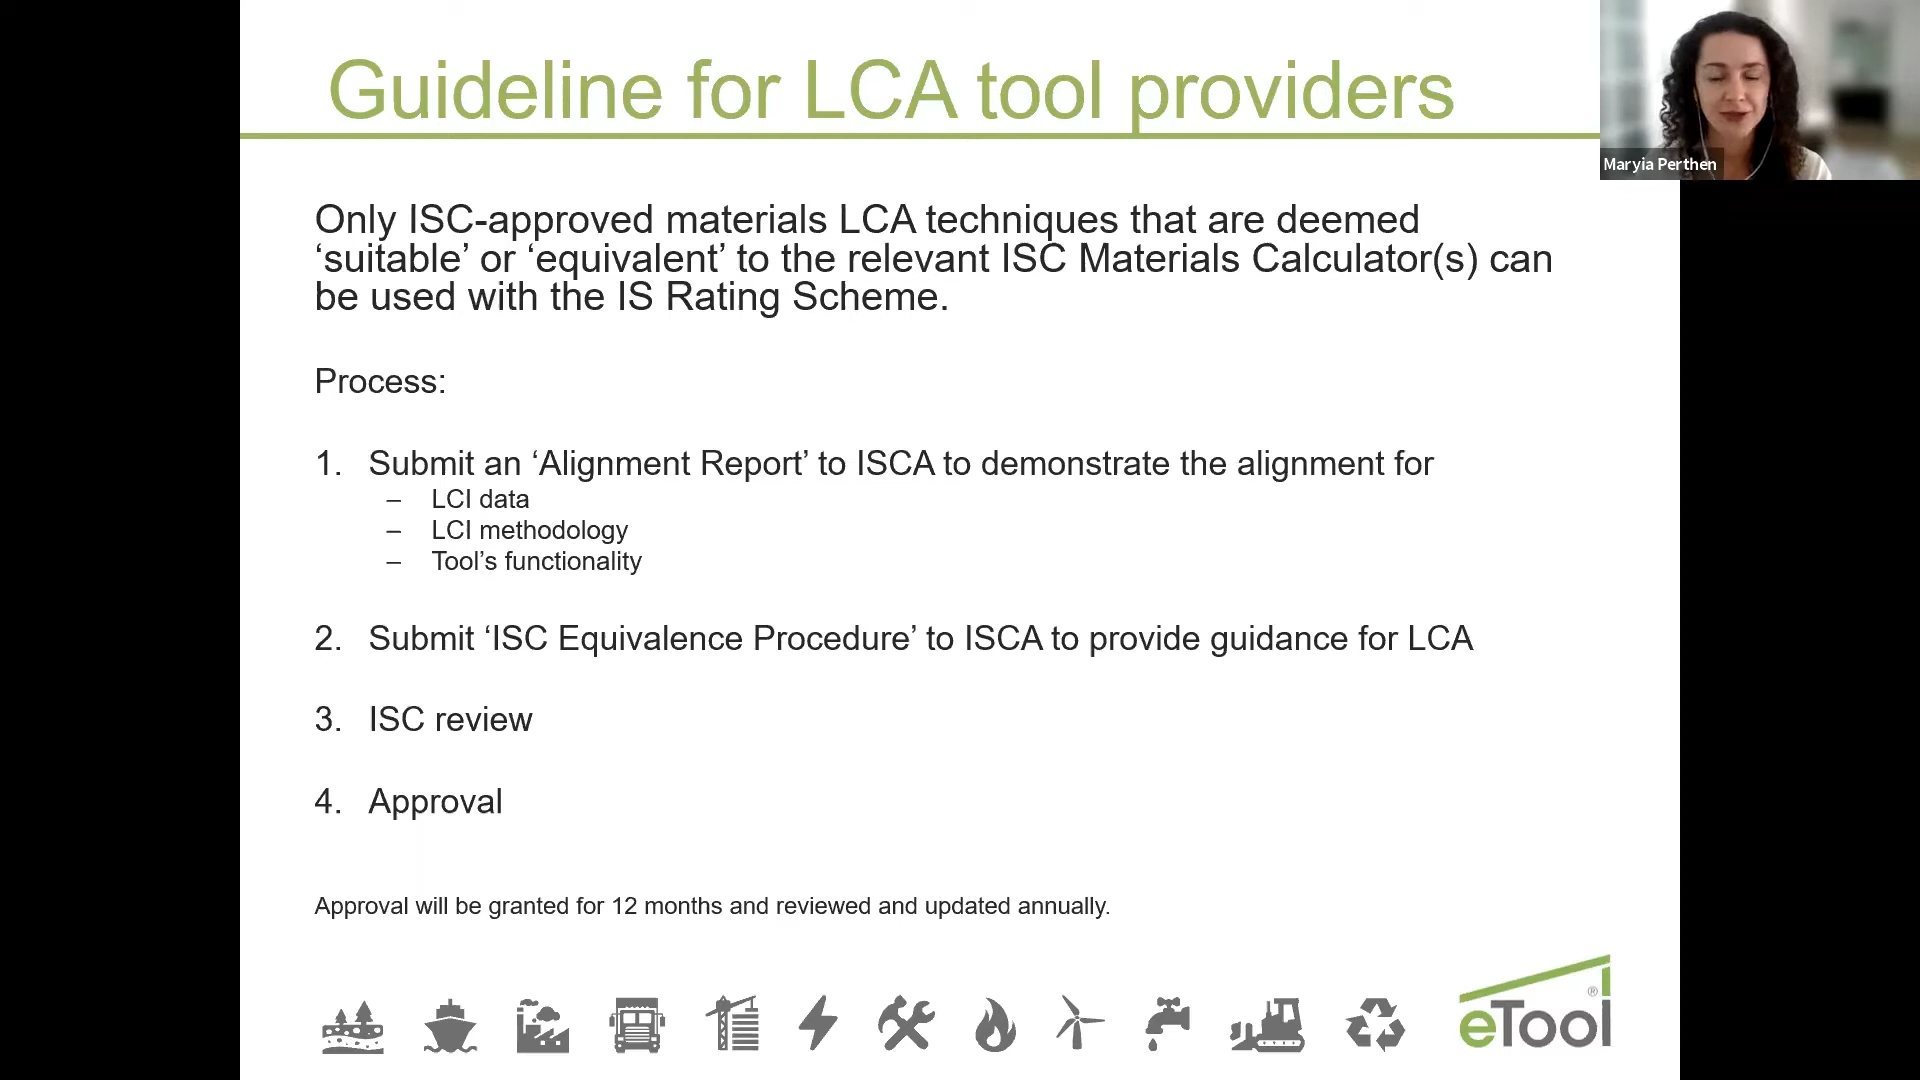 Guideline for LCA tool providers
Maryia Perthen
Only ISC-approved materials LCA techniques that are deemed
‘suitable’ or ‘equivalent’ to the relevant ISC Materials Calculator(s) can
be used with the IS Rating Scheme.
Process:
1. Submit an ‘Alignment Report’ to ISCA to demonstrate the alignment for
– LCI data
– LCI methodology
– Tool’s functionality
2. Submit ‘ISC Equivalence Procedure’ to ISCA to provide guidance for LCA
3. ISC review
4. Approval
Approval will be granted for 12 months and reviewed and updated annually.
eTool®